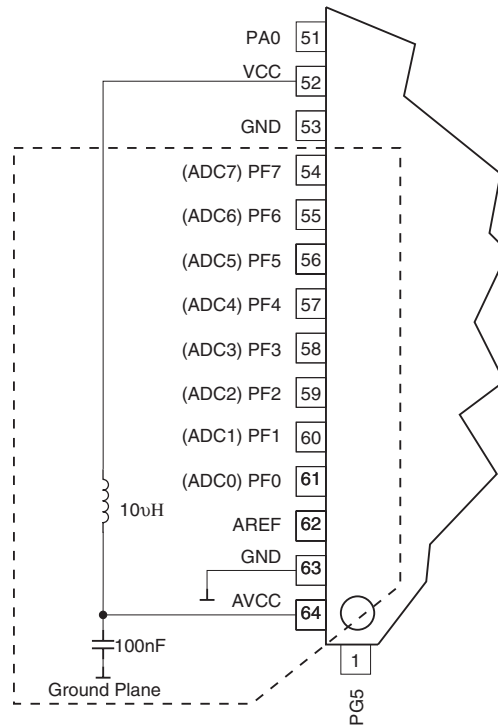 PA0 51
VCC 52
GND 53
(ADC7) PF7 54
(ADC6) PF6 55
(ADC5) PF5 56
(ADC4) PF4 57
(ADC3) PF3 58
(ADC2) PF2 59
(ADC1) PF1 60
(ADC0) PF0 61
10υH
AREF 62
GND 63
AVCC 64
100nF
Ground Plane
1
PG5